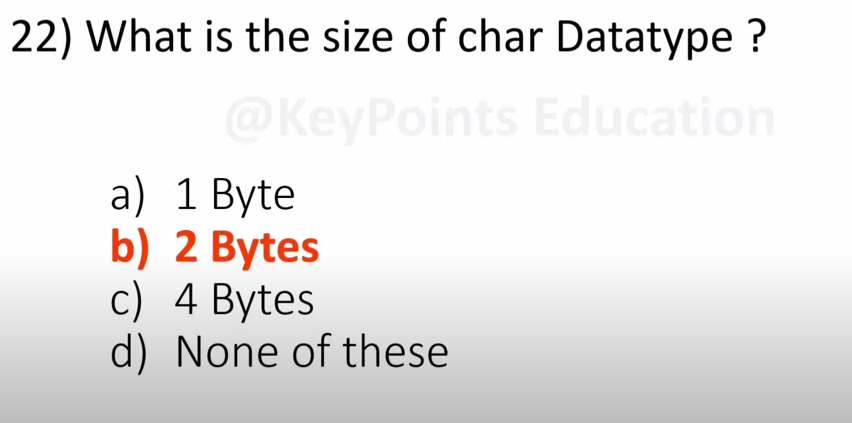 22) What is the size of char Datatype ?
@KeyPoints Education
a) 1 Byte
b) 2 Bytes
c) 4 Bytes
d) None of these